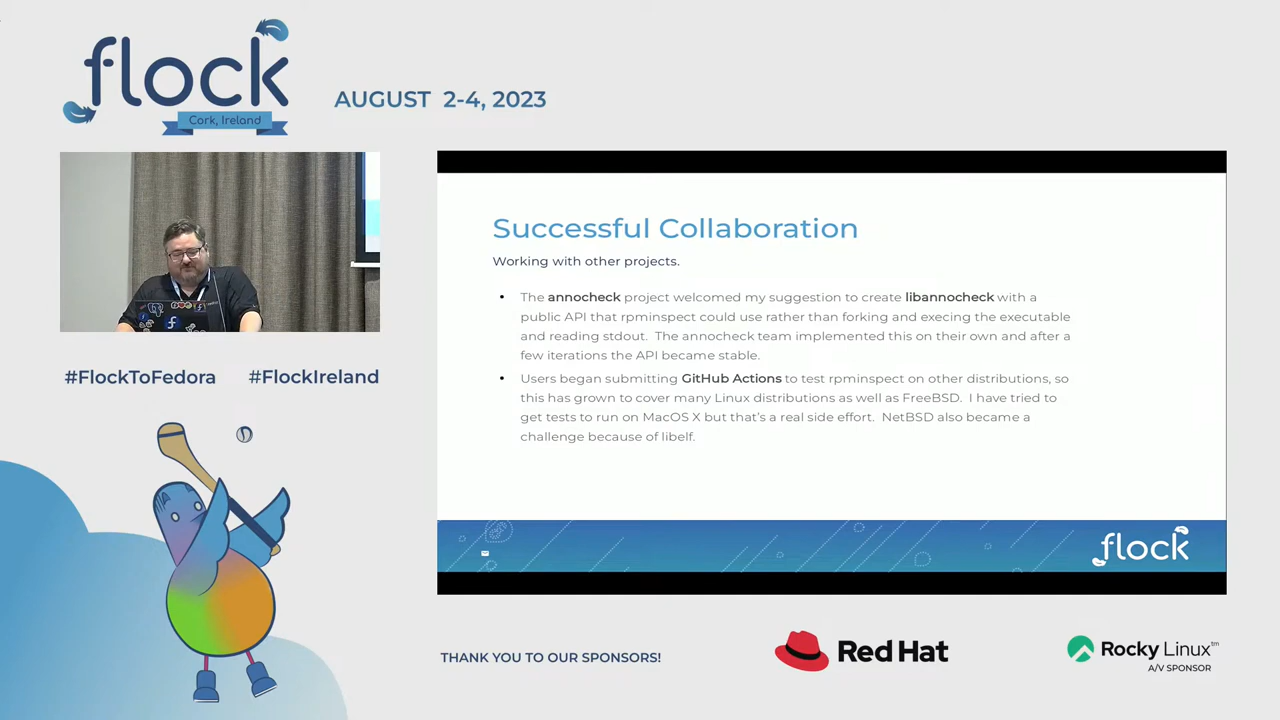 flock
Cork, Ireland
AUGUST 2-4, 2023
#FlockToFedora #FlockIreland
Successful Collaboration
Working with other projects.
• The annocheck project welcomed my suggestion to create libannocheck with a
public API that rpminspect could use rather than forking and execing the executable
and reading stdout. The annocheck team implemented this on their own and after a
few iterations the API became stable.
• Users began submitting GitHub Actions to test rpminspect on other distributions, so
this has grown to cover many Linux distributions as well as FreeBSD. I have tried to
get tests to run on MacOS X but that's a real side effort. NetBSD also became a
challenge because of libelf.
flock
THANK YOU TO OUR SPONSORS!
Red Hat
Rocky Linux™
A/V SPONSOR